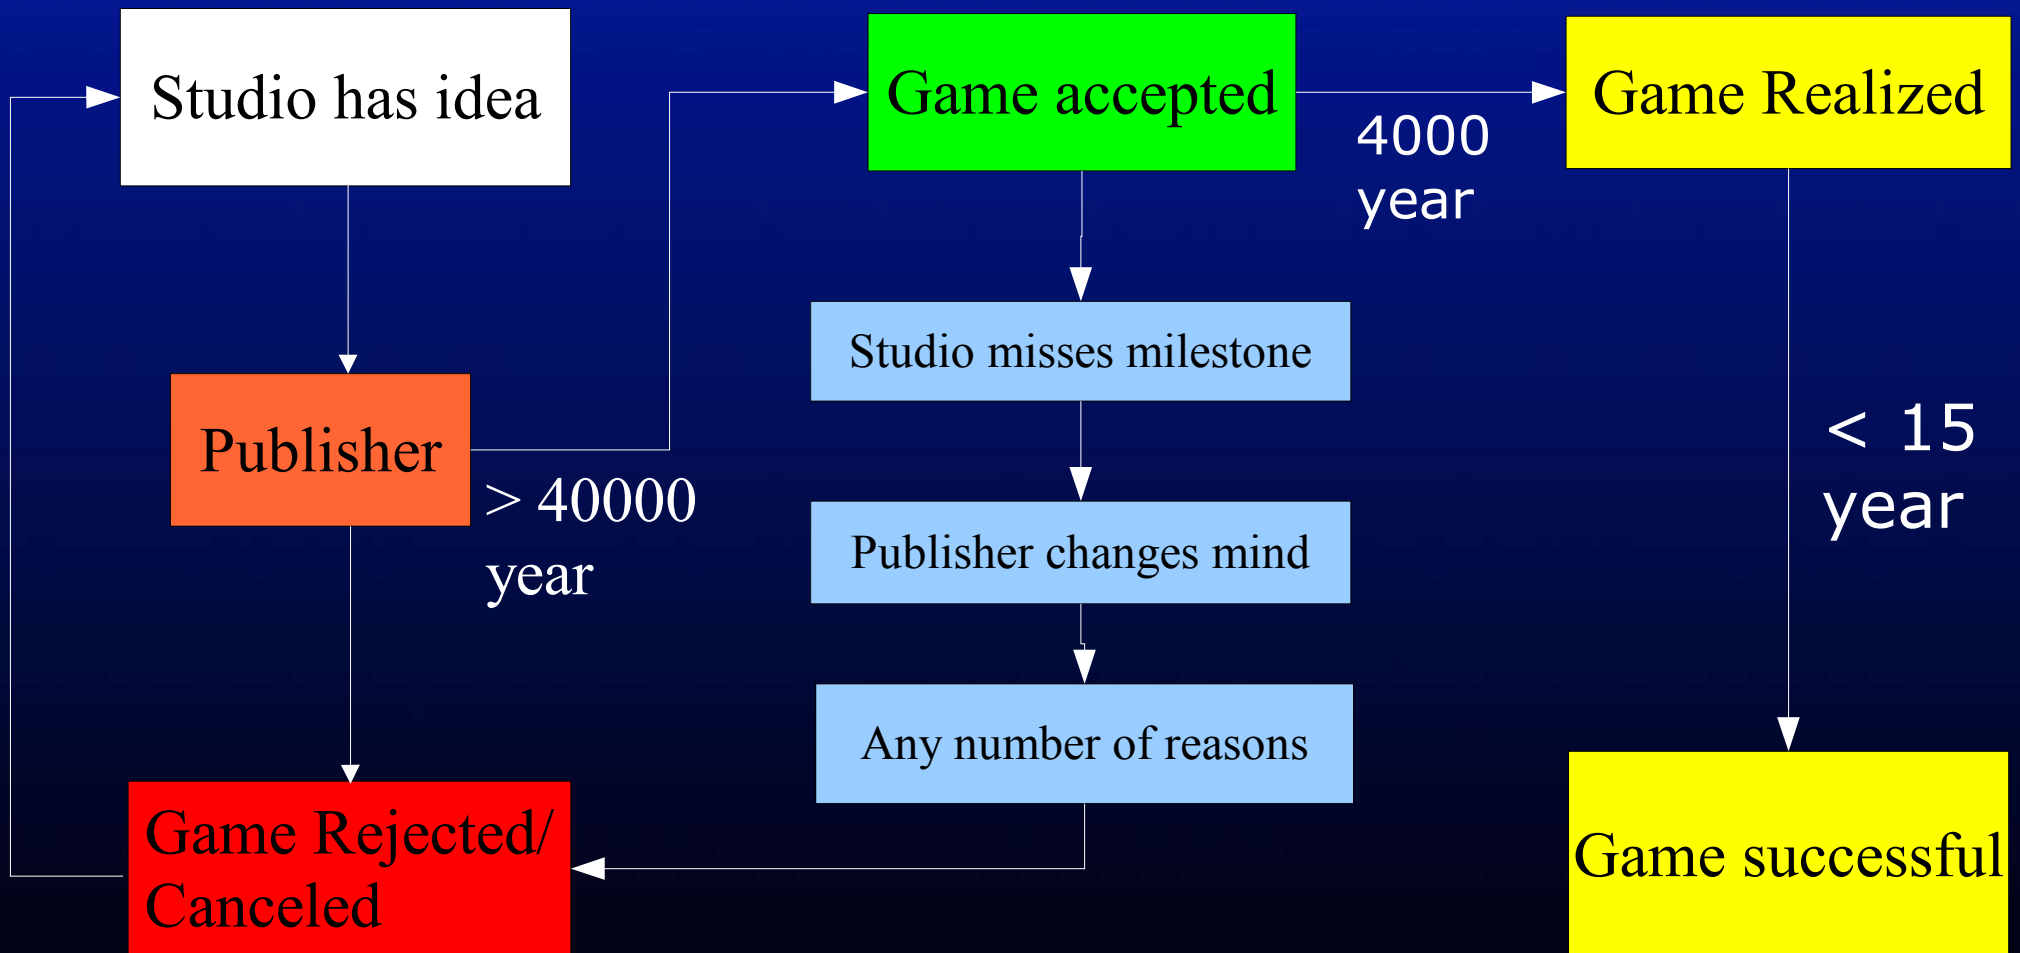 Studio has idea
Publisher
> 40000
year
Game Rejected/
Canceled
Game accepted
4000
year
Studio misses milestone
Publisher changes mind
Any number of reasons
Game Realized
< 15
year
Game successful